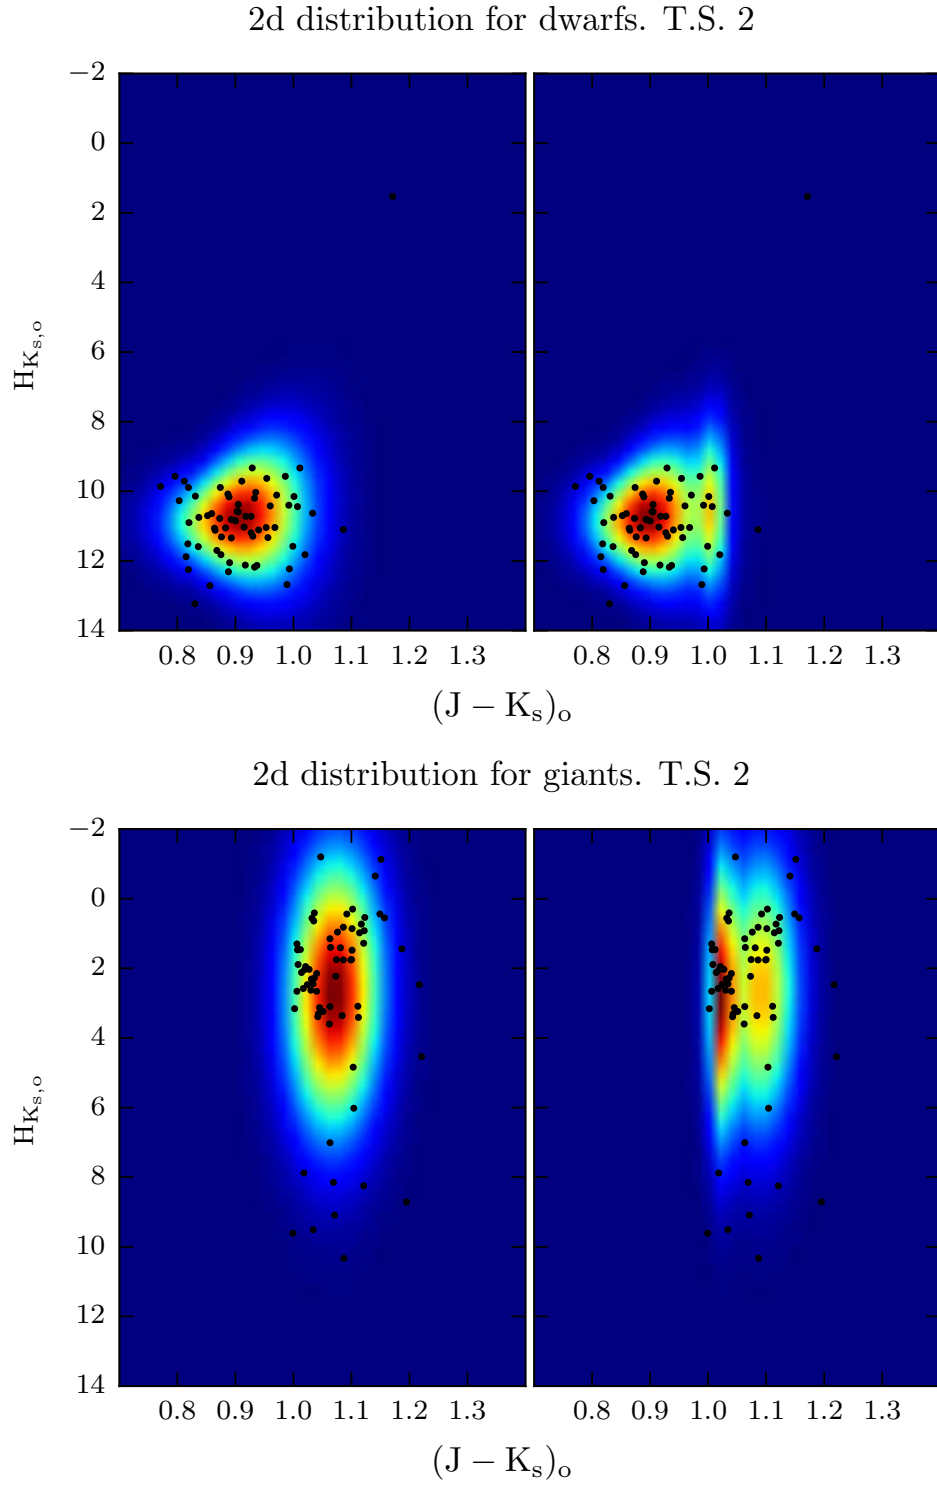 2d distribution for dwarfs. T.S. 2
−2
0
2
4
6
8
10
12
14
H_{K_s,o}
0.8 0.9 1.0 1.1 1.2 1.3 0.8 0.9 1.0 1.1 1.2 1.3
(J − K_s)_o
2d distribution for giants. T.S. 2
−2
0
2
4
6
8
10
12
14
H_{K_s,o}
0.8 0.9 1.0 1.1 1.2 1.3 0.8 0.9 1.0 1.1 1.2 1.3
(J − K_s)_o